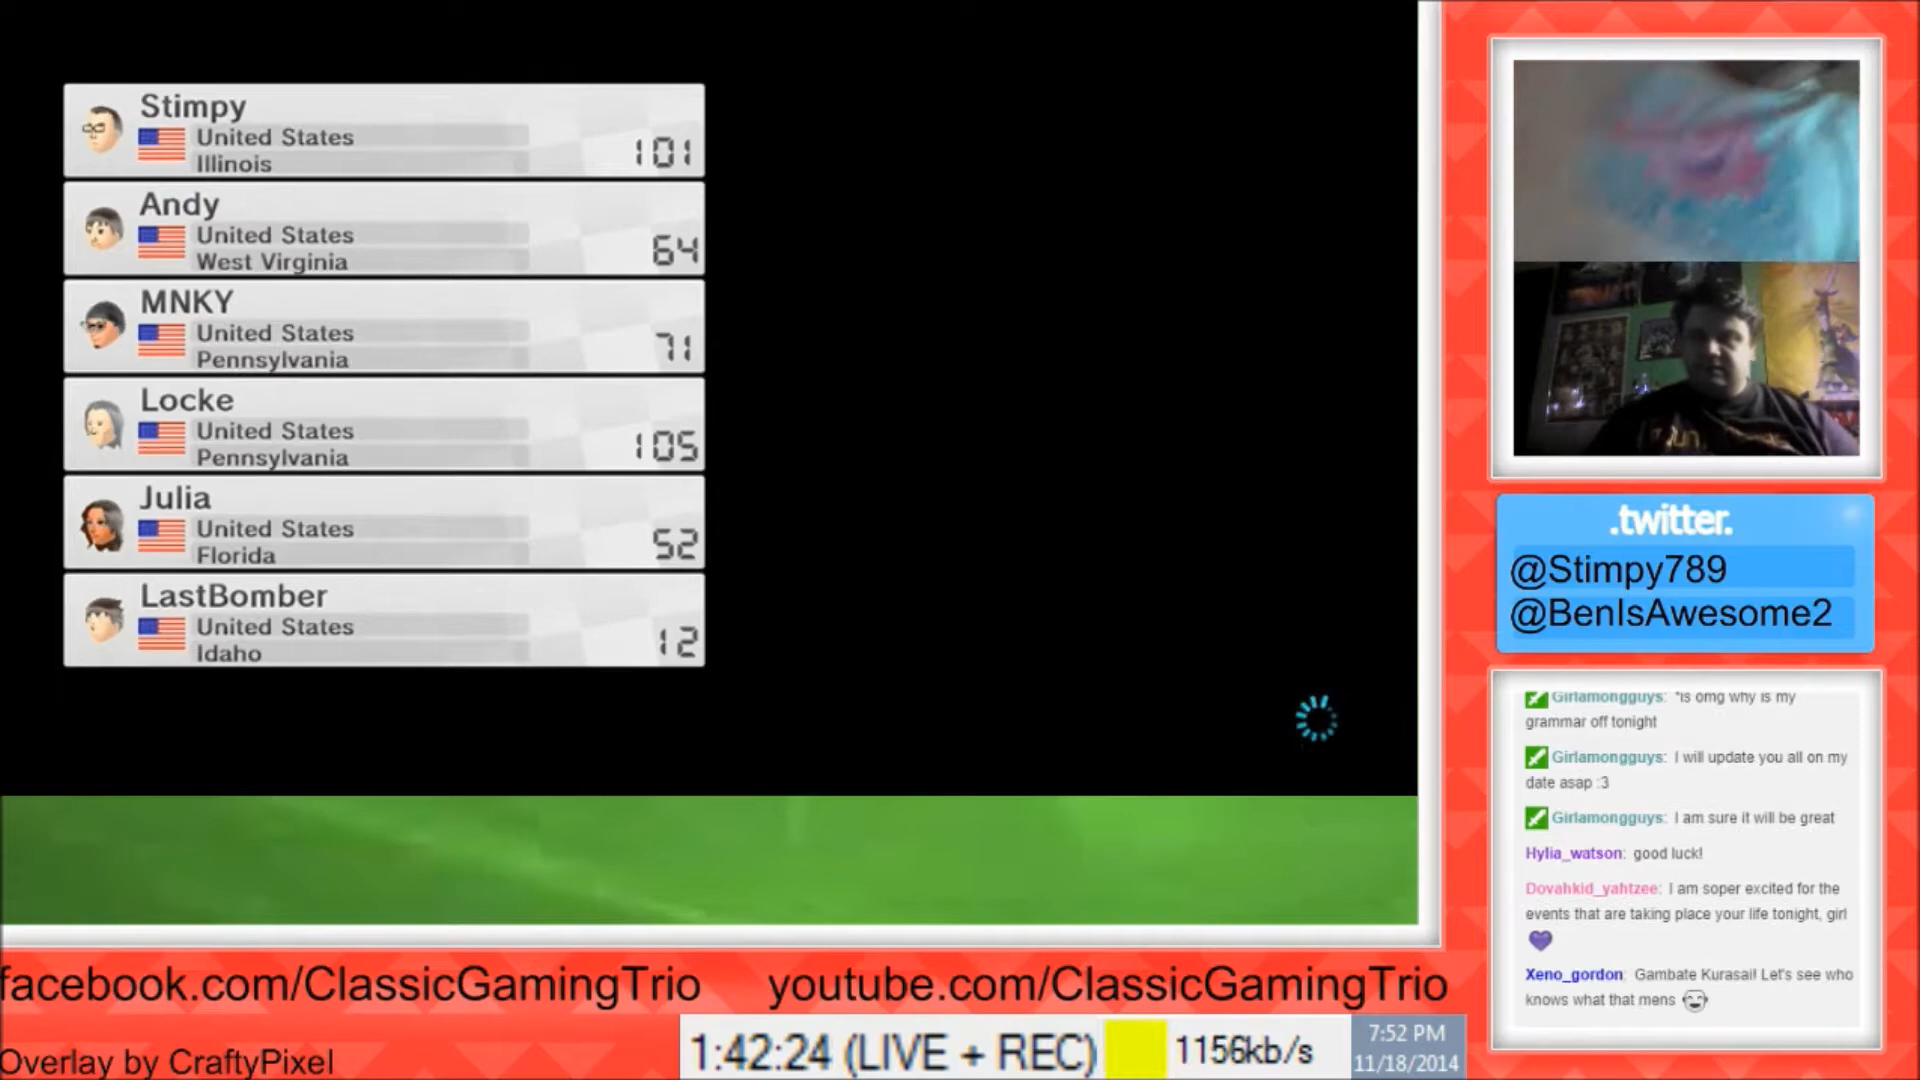 Stimpy
United States
Illinois
101
Andy
United States
West Virginia
64
MNKY
United States
Pennsylvania
71
Locke
United States
Pennsylvania
105
Julia
United States
Florida
52
LastBomber
United States
Idaho
12
.twitter.
@Stimpy789
@BenIsAwesome2
Girlamongguys: *is omg why is my
grammar off tonight
Girlamongguys: I will update you all on my
date asap :3
Girlamongguys: I am sure it will be great
Hylia_watson: good luck!
Dovahkid_yahtzee: I am soper excited for the
events that are taking place your life tonight, girl
Xeno_gordon: Gambate Kurasai! Let's see who
knows what that mens
facebook.com/ClassicGamingTrio youtube.com/ClassicGamingTrio
Overlay by CraftyPixel
1:42:24 (LIVE + REC) 1156kb/s
7:52 PM
11/18/2014